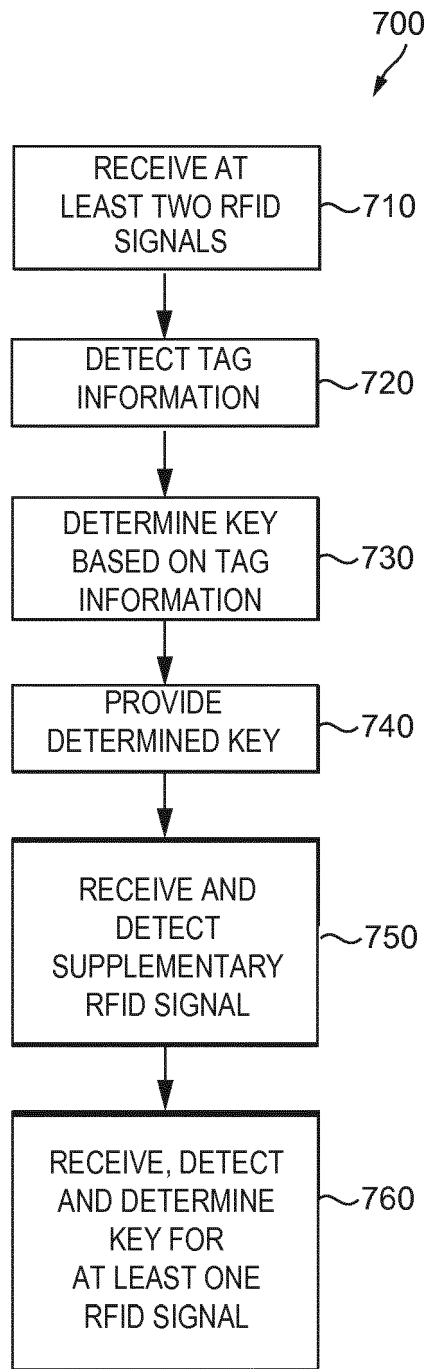 700
RECEIVE AT
LEAST TWO RFID
SIGNALS
710
DETECT TAG
INFORMATION
720
DETERMINE KEY
BASED ON TAG
INFORMATION
730
PROVIDE
DETERMINED KEY
740
RECEIVE AND
DETECT
SUPPLEMENTARY
RFID SIGNAL
750
RECEIVE, DETECT
AND DETERMINE
KEY FOR
AT LEAST ONE
RFID SIGNAL
760